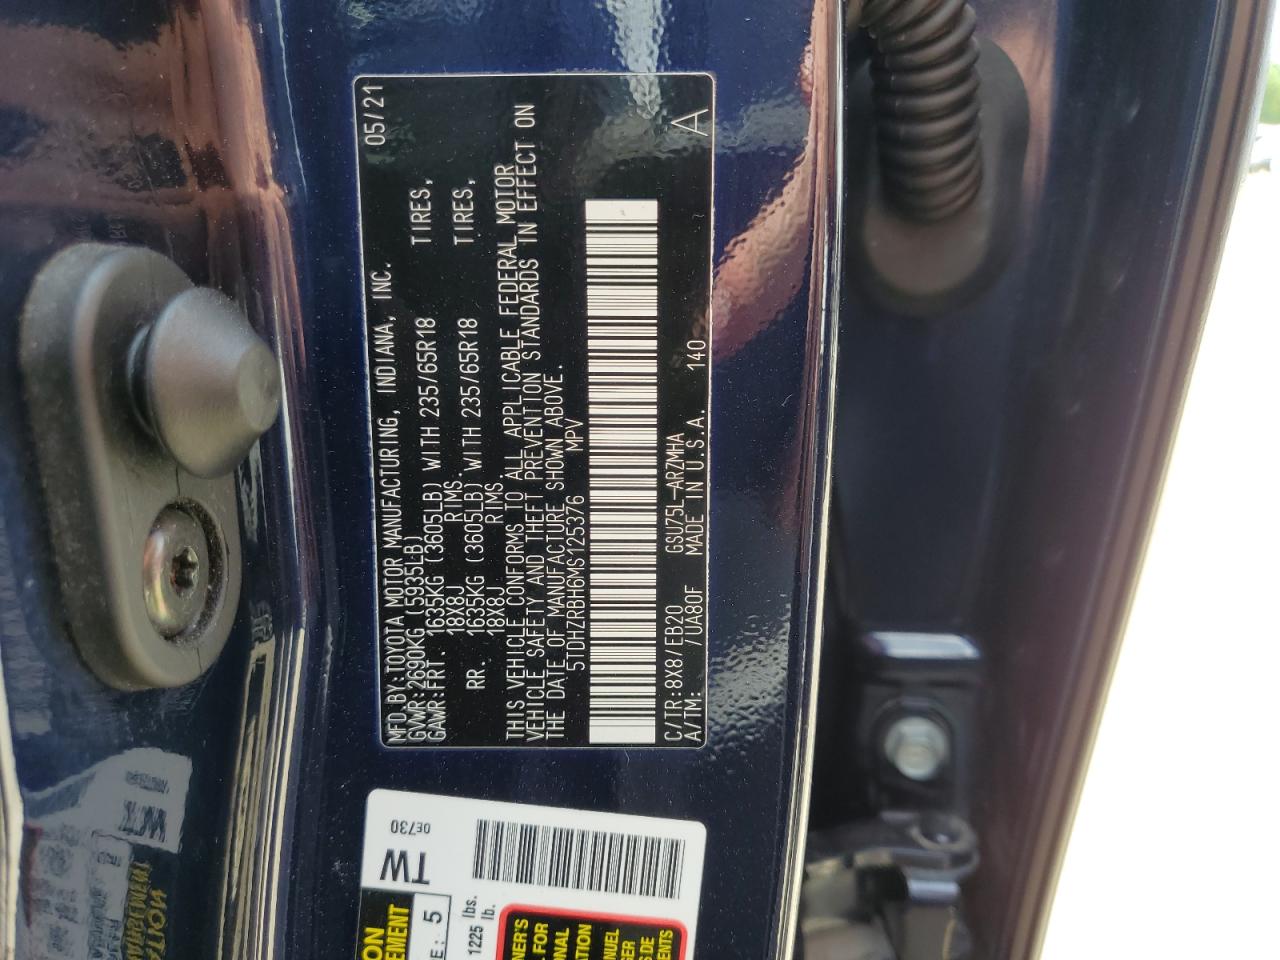 MFD.BY:TOYOTA MOTOR MANUFACTURING, INDIANA, INC. 05/21
GVWR:2690KG (5935LB)
GAWR:FRT. 1635KG (3605LB) WITH 235/65R18 TIRES,
18X8J RIMS.
RR. 1635KG (3605LB) WITH 235/65R18 TIRES,
18X8J RIMS.
THIS VEHICLE CONFORMS TO ALL APPLICABLE FEDERAL MOTOR
VEHICLE SAFETY AND THEFT PREVENTION STANDARDS IN EFFECT ON
THE DATE OF MANUFACTURE SHOWN ABOVE.
5TDHZRBH6MS125376 MPV
C/TR:8X8/EB20 GSU75L-ARZMHA
A/TM: /UA80F MADE IN U.S.A. 140 A
0E730
TW
5
1225 lbs.
lb.